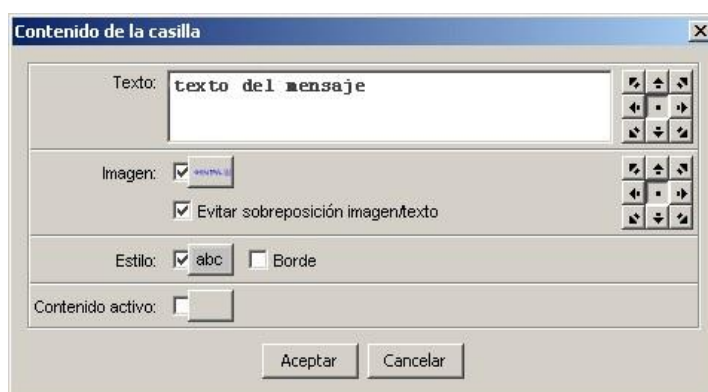 Contenido de la casilla
Texto: texto del mensaje
Imagen:
Evitar sobreposición imagen/texto
Estilo: abc Borde
Contenido activo:
Aceptar Cancelar